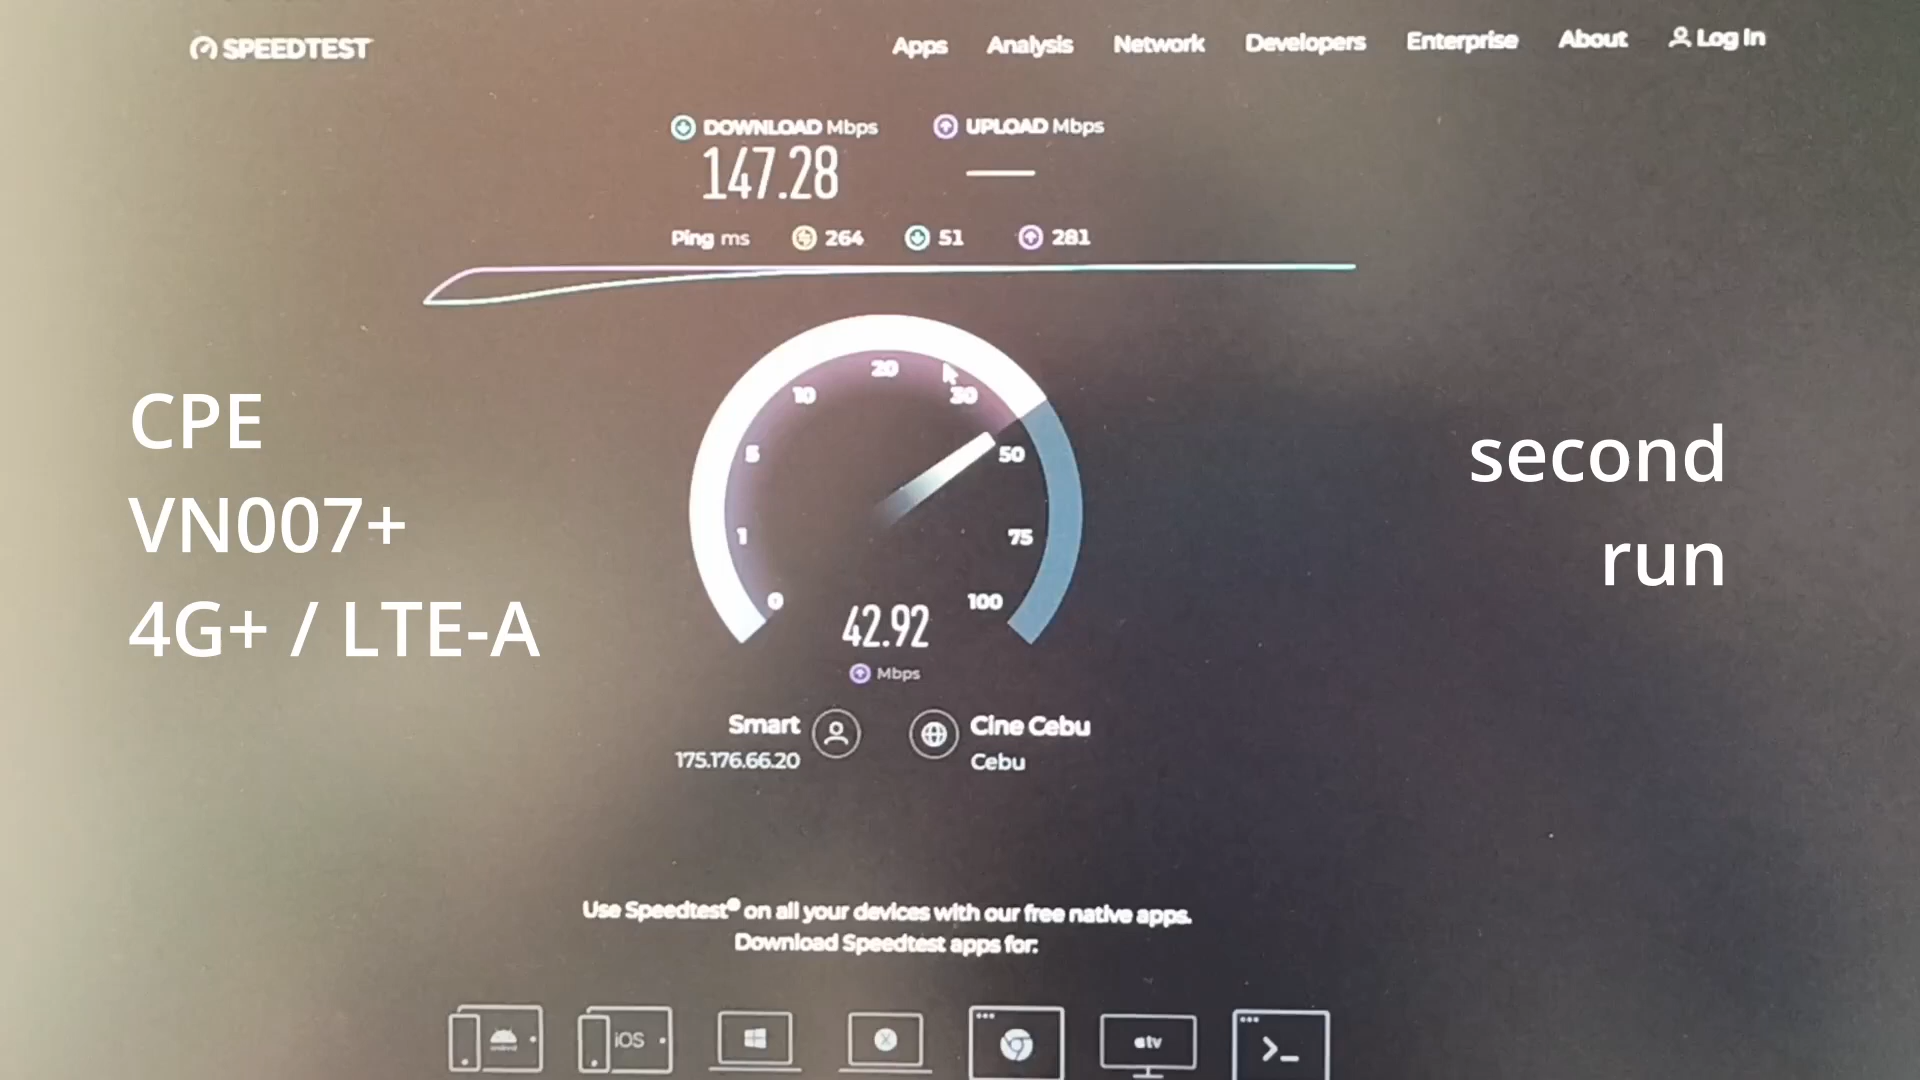 SPEEDTEST
Apps Analysis Network Developers Enterprise About Log In
DOWNLOAD Mbps UPLOAD Mbps
147.28
Ping ms 264 51 281
0 1 5 10 20 30 50 75 100
42.92
Mbps
Smart
175.176.66.20
Cine Cebu
Cebu
CPE
VN007+
4G+ / LTE-A
second
run
Use Speedtest® on all your devices with our free native apps.
Download Speedtest apps for:
android iOS X tv >_